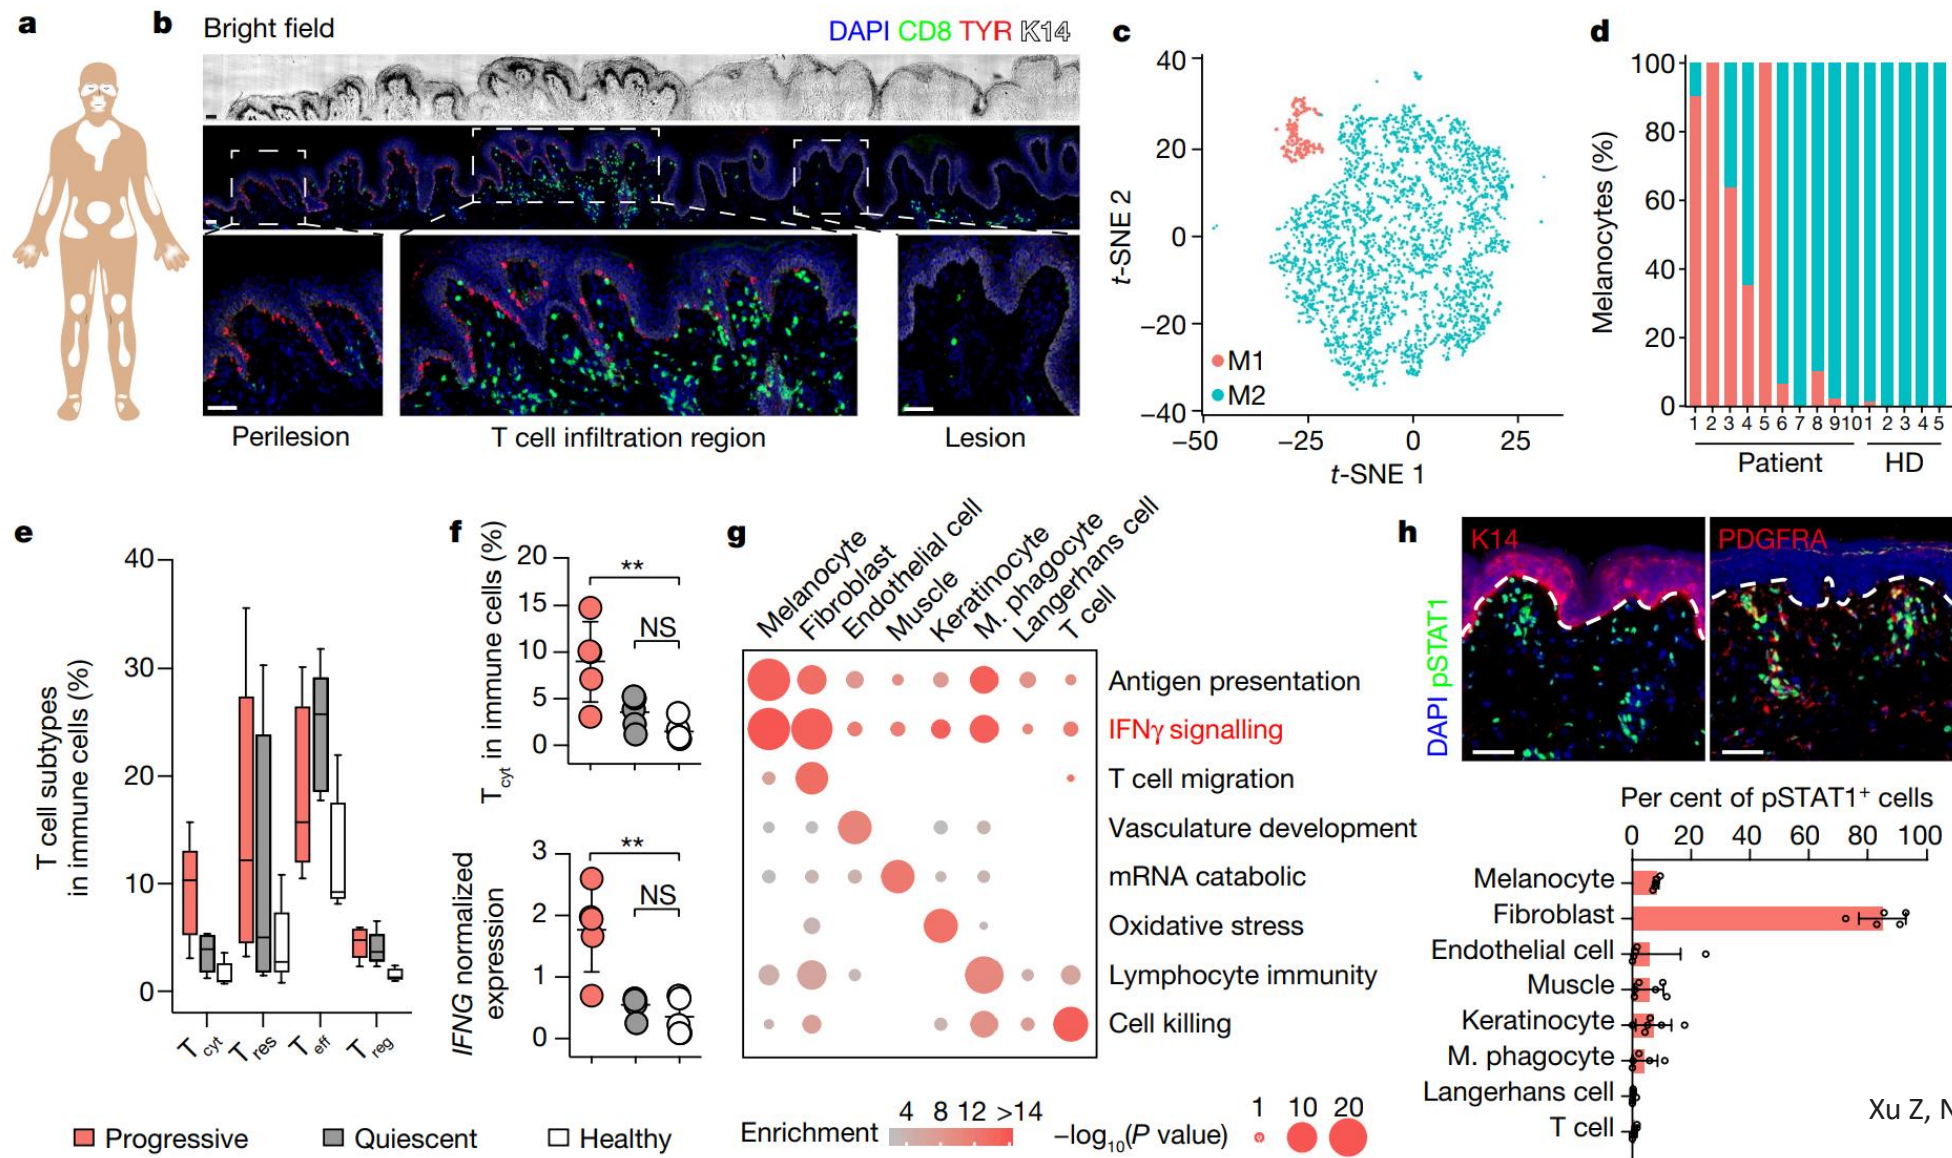 a
b
Bright field
DAPI CD8 TYR K14
Perilesion
T cell infiltration region
Lesion
c
t-SNE 2
40
20
0
−20
−40
M1
M2
−50 −25 0 25
t-SNE 1
d
Melanocytes (%)
100
80
60
40
20
0
1 2 3 4 5 6 7 8 9 10 1 2 3 4 5
Patient HD
e
T cell subtypes
in immune cells (%)
40
30
20
10
0
Tcyt Tres Teff Treg
Progressive Quiescent Healthy
f
Tcyt in immune cells (%)
20
15
10
5
0
**
NS
IFNG normalized
expression
3
2
1
0
**
NS
g
Melanocyte
Fibroblast
Endothelial cell
Muscle
Keratinocyte
M. phagocyte
Langerhans cell
T cell
Antigen presentation
IFNγ signalling
T cell migration
Vasculature development
mRNA catabolic
Oxidative stress
Lymphocyte immunity
Cell killing
Enrichment 4 8 12 >14
−log10(P value) 1 10 20
h
DAPI pSTAT1
K14
PDGFRA
Per cent of pSTAT1+ cells
0 20 40 60 80 100
Melanocyte
Fibroblast
Endothelial cell
Muscle
Keratinocyte
M. phagocyte
Langerhans cell
T cell
Xu Z, N